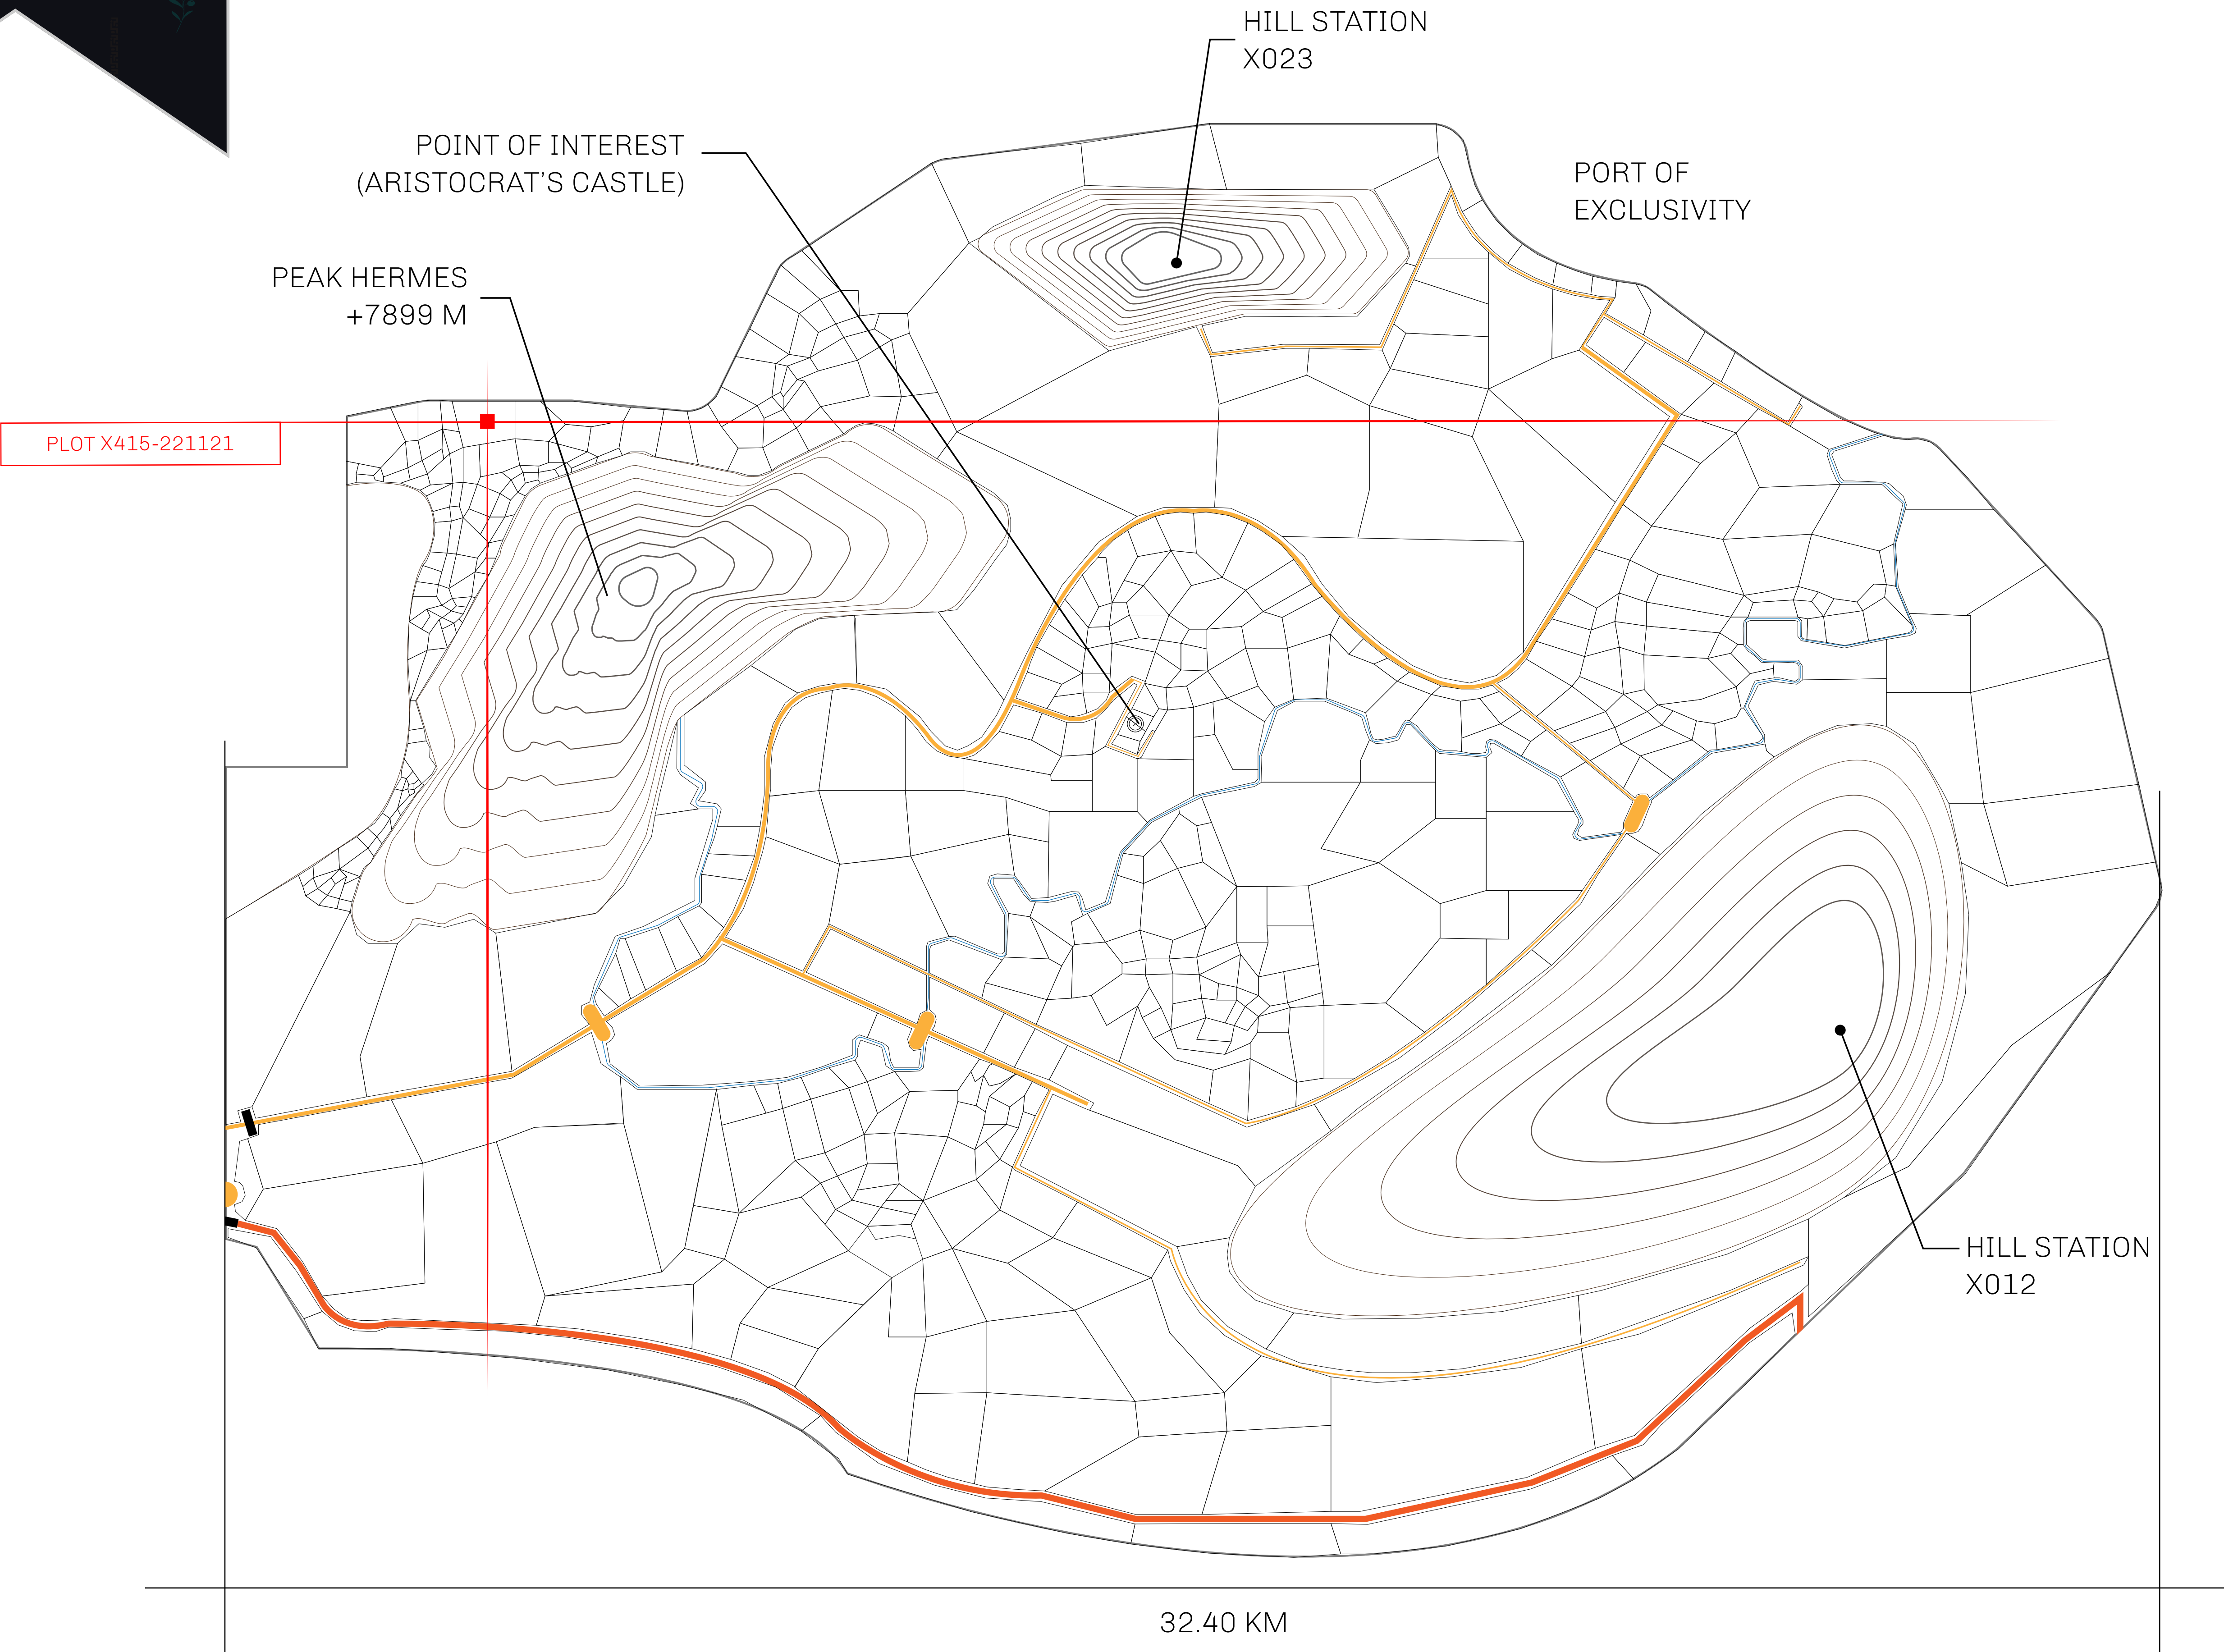 HILL STATION
X023
POINT OF INTEREST
(ARISTOCRAT'S CASTLE)
PORT OF
EXCLUSIVITY
PEAK HERMES
+7899 M
PLOT X415-221121
HILL STATION
X012
32.40 KM